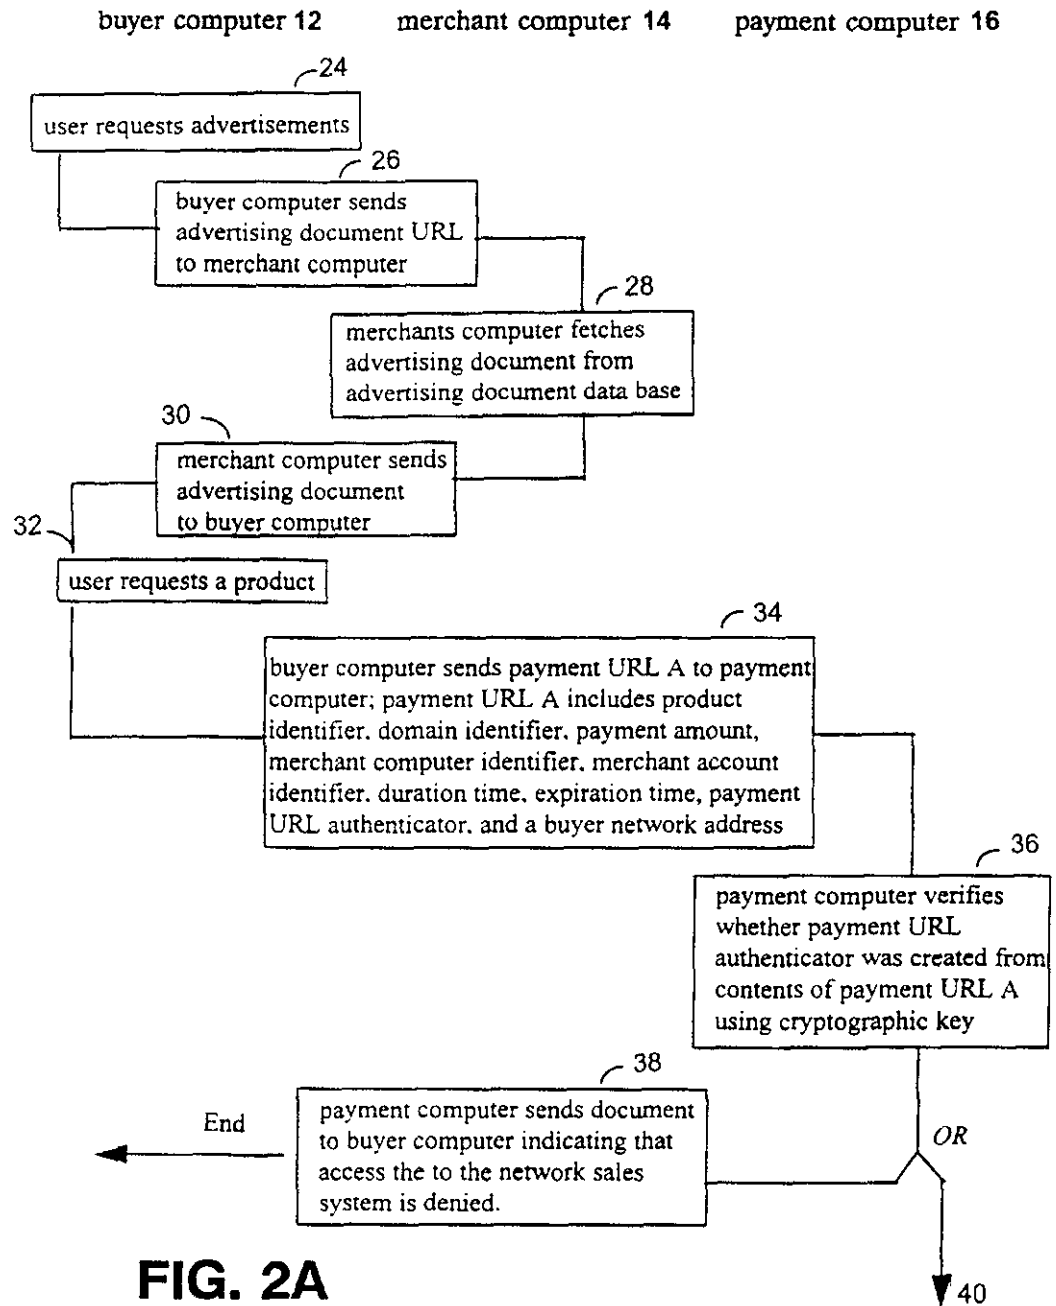 buyer computer 12 merchant computer 14 payment computer 16
24
user requests advertisements
26
buyer computer sends
advertising document URL
to merchant computer
28
merchants computer fetches
advertising document from
advertising document data base
30
merchant computer sends
advertising document
to buyer computer
32
user requests a product
34
buyer computer sends payment URL A to payment
computer; payment URL A includes product
identifier, domain identifier, payment amount,
merchant computer identifier, merchant account
identifier, duration time, expiration time, payment
URL authenticator, and a buyer network address
36
payment computer verifies
whether payment URL
authenticator was created from
contents of payment URL A
using cryptographic key
38
payment computer sends document
to buyer computer indicating that
access the to the network sales
system is denied.
End
OR
FIG. 2A
40